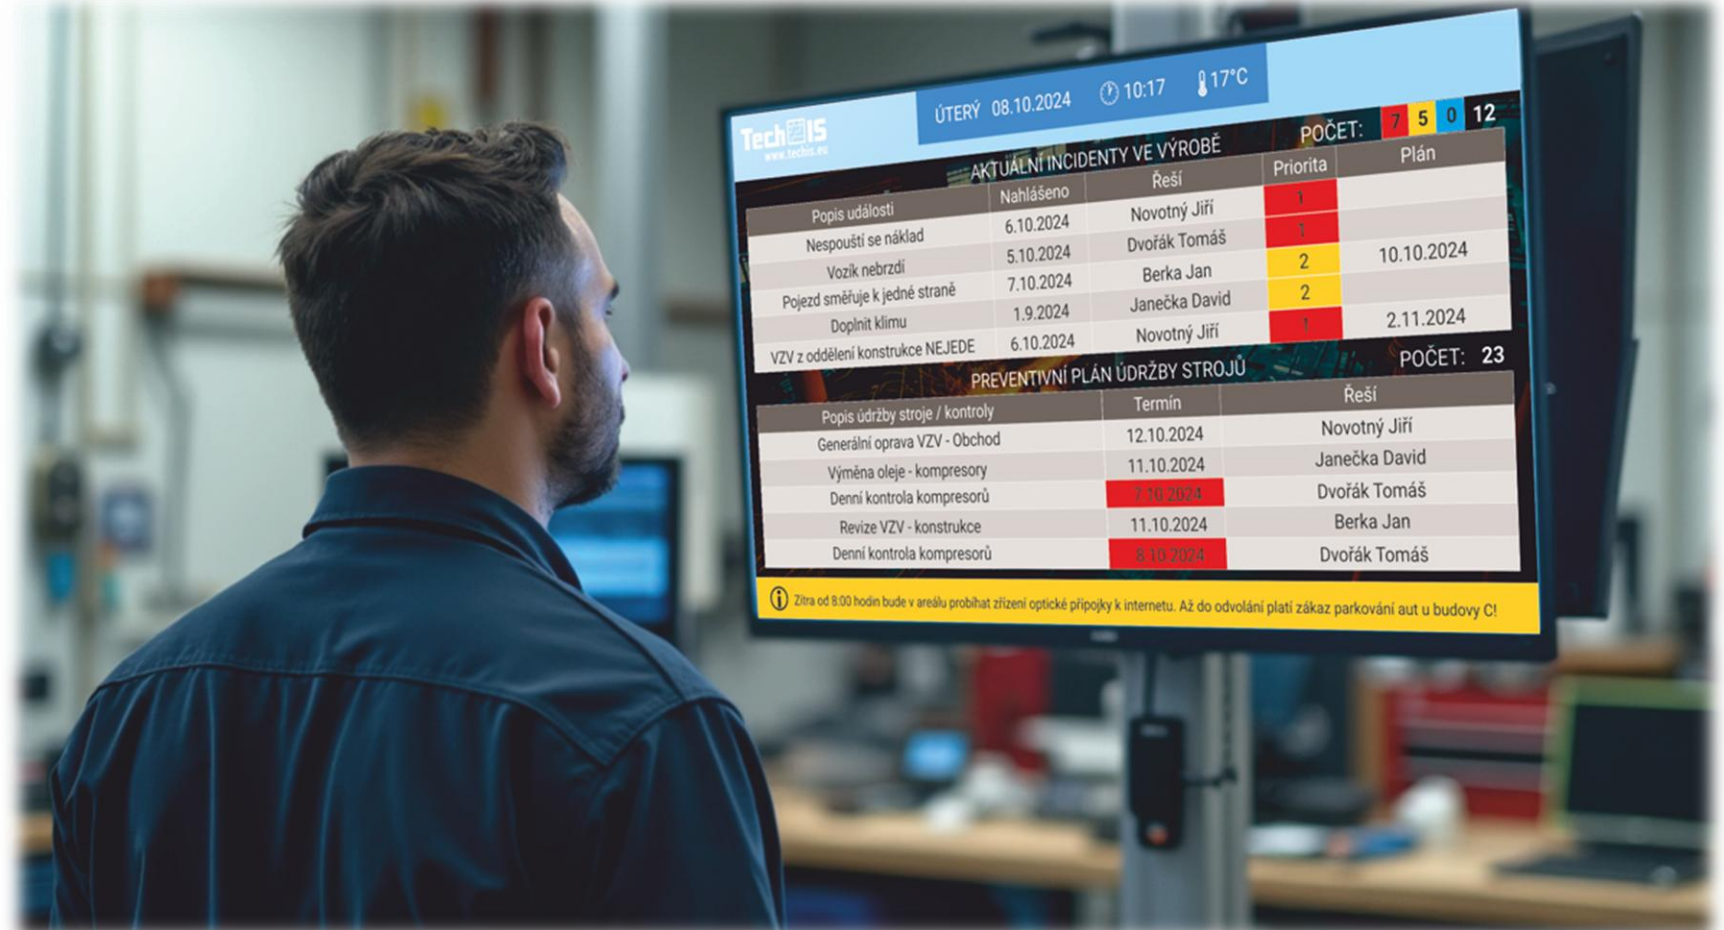 TechIS
www.techis.eu
ÚTERÝ 08.10.2024 10:17 17°C
AKTUÁLNÍ INCIDENTY VE VÝROBĚ POČET: 7 5 0 12
Popis události Nahlášeno Řeší Priorita Plán
Nespouští se náklad 6.10.2024 Novotný Jiří 1
Vozík nebrzdí 5.10.2024 Dvořák Tomáš 1
Pojezd směřuje k jedné straně 7.10.2024 Berka Jan 2 10.10.2024
Doplnit klimu 1.9.2024 Janečka David 2
VZV z oddělení konstrukce NEJEDE 6.10.2024 Novotný Jiří 1 2.11.2024
PREVENTIVNÍ PLÁN ÚDRŽBY STROJŮ POČET: 23
Popis údržby stroje / kontroly Termín Řeší
Generální oprava VZV - Obchod 12.10.2024 Novotný Jiří
Výměna oleje - kompresory 11.10.2024 Janečka David
Denní kontrola kompresorů 7.10.2024 Dvořák Tomáš
Revize VZV - konstrukce 11.10.2024 Berka Jan
Denní kontrola kompresorů 8.10.2024 Dvořák Tomáš
Zítra od 8:00 hodin bude v areálu probíhat zřízení optické přípojky k internetu. Až do odvolání platí zákaz parkování aut u budovy C!